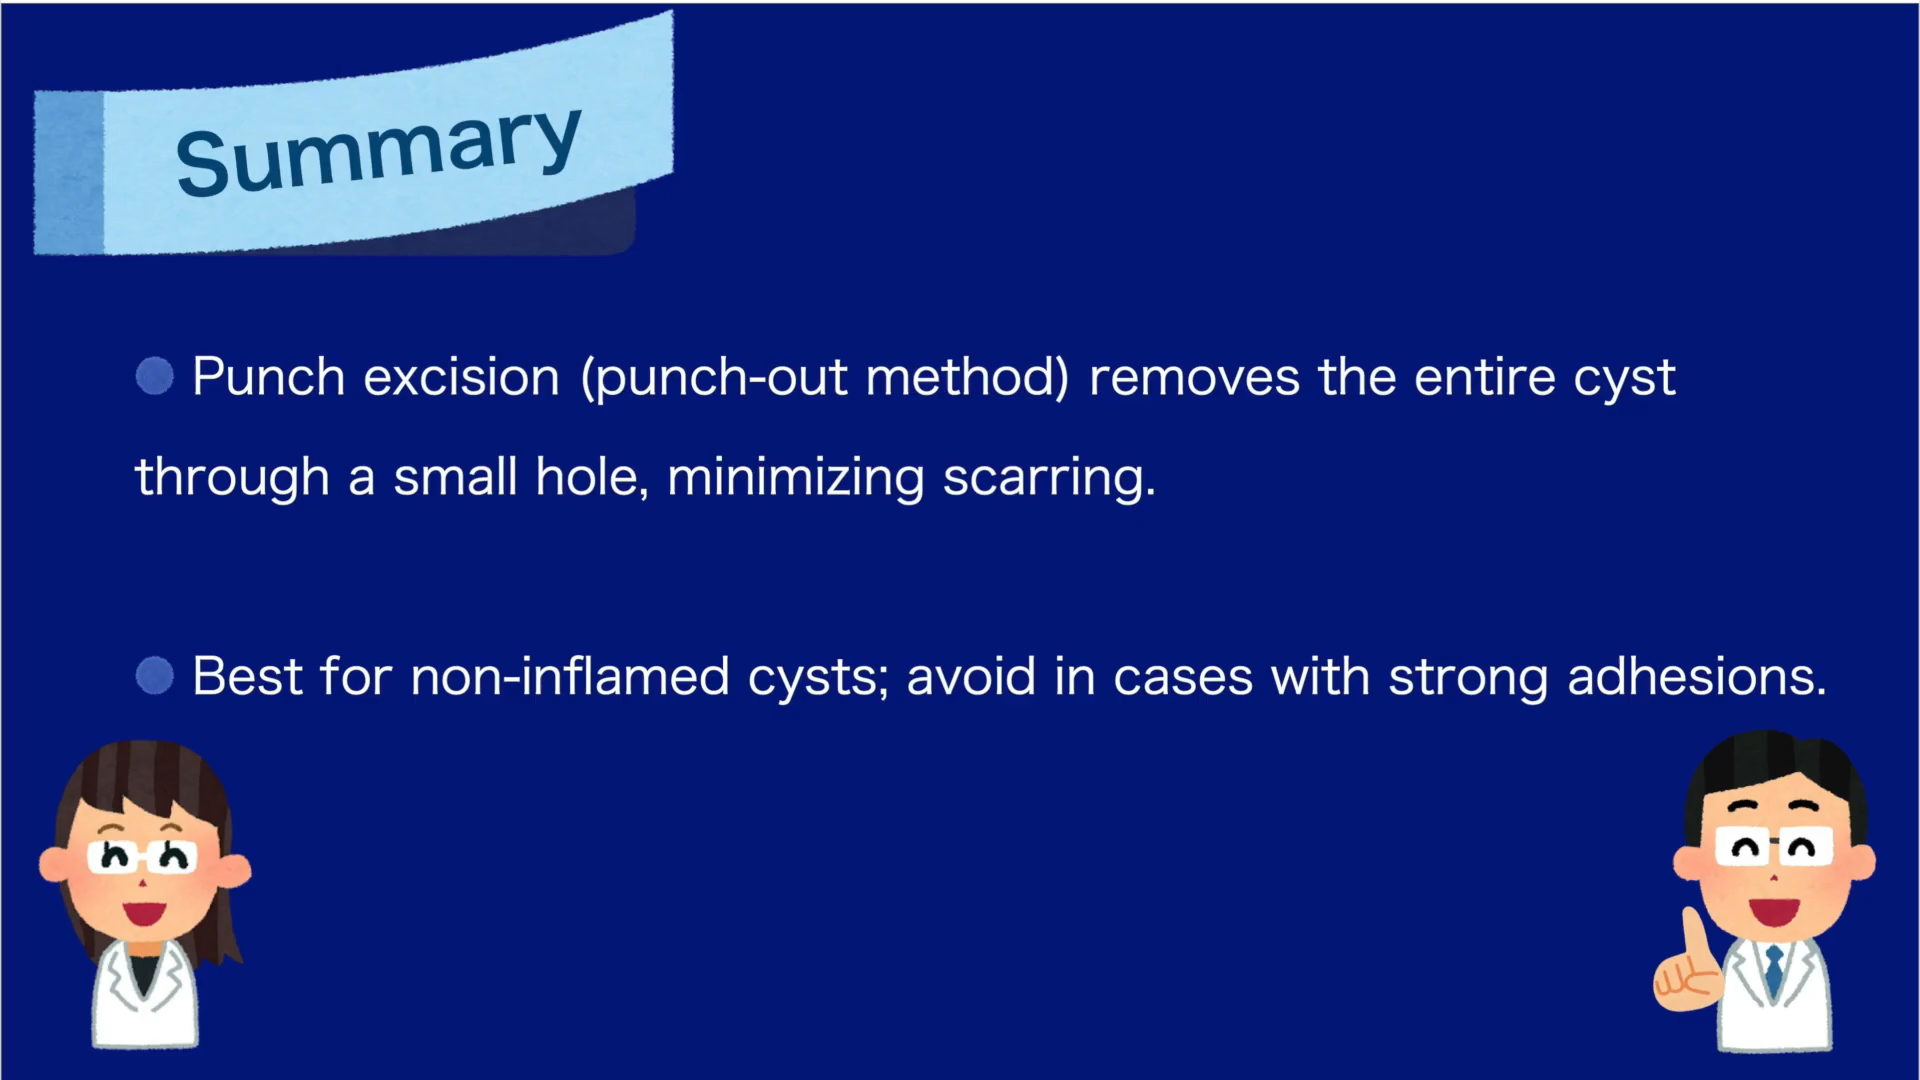 Summary
● Punch excision (punch-out method) removes the entire cyst
through a small hole, minimizing scarring.
● Best for non-inflamed cysts; avoid in cases with strong adhesions.